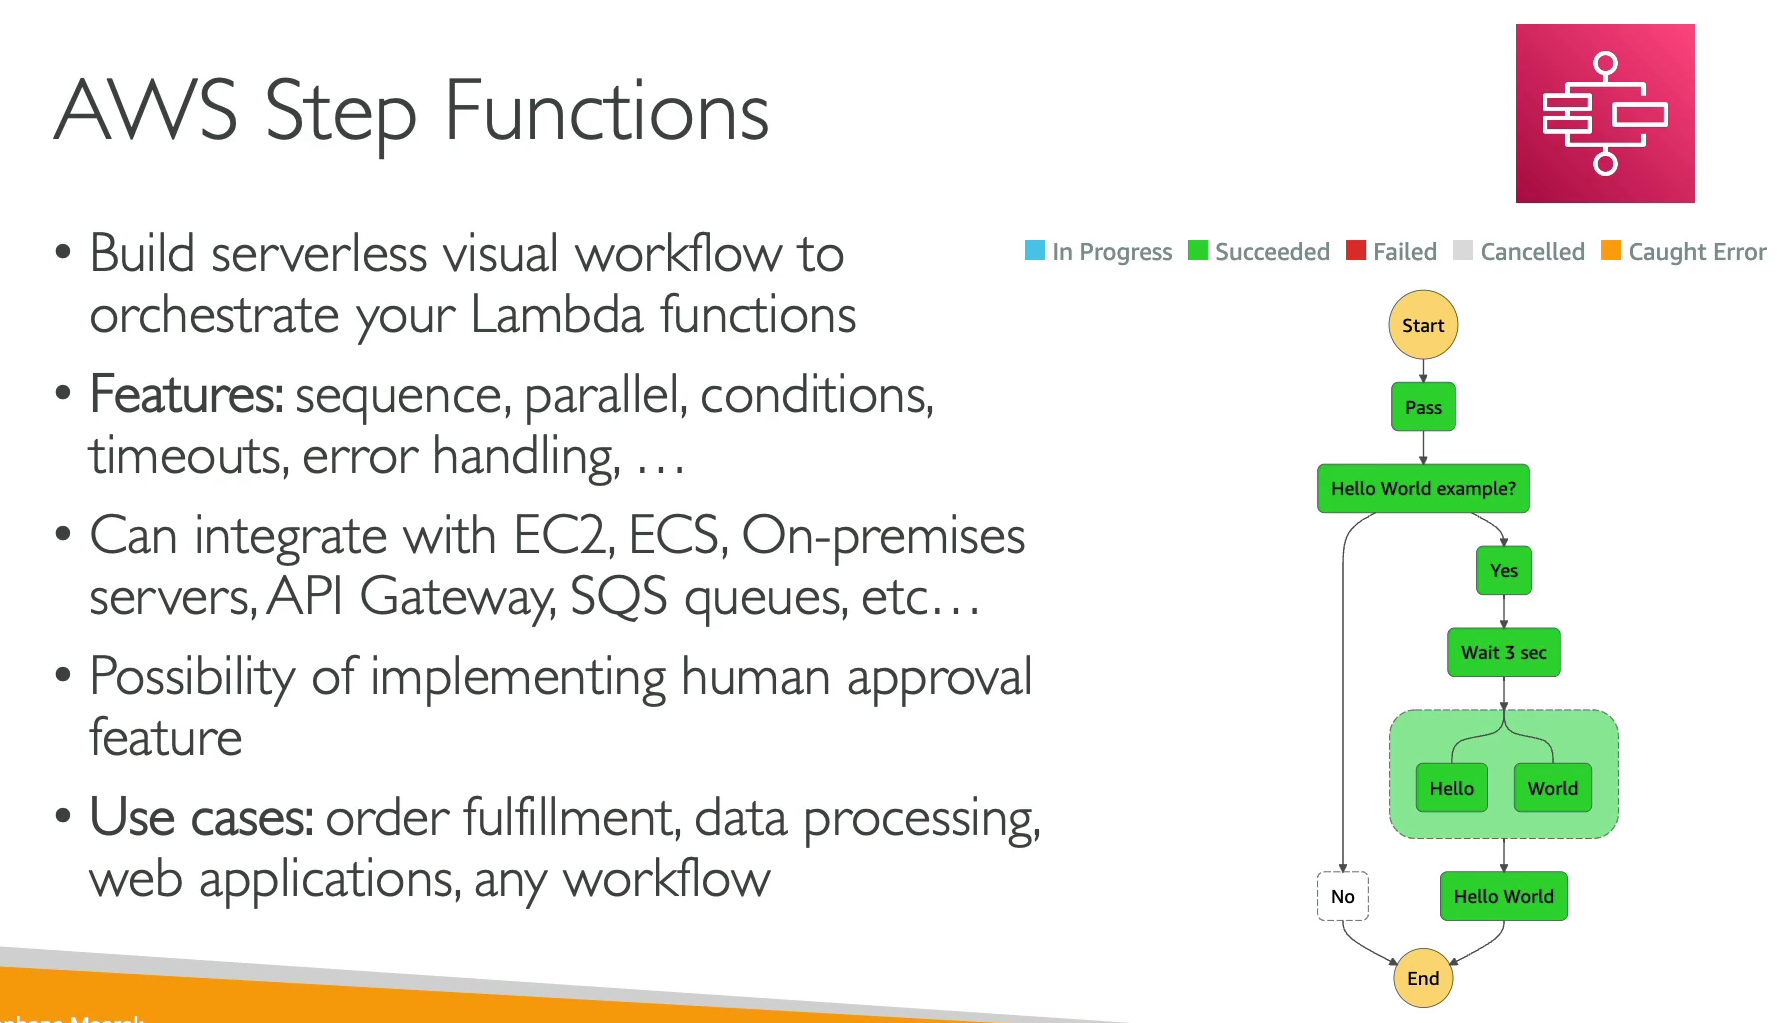 AWS Step Functions
• Build serverless visual workflow to
orchestrate your Lambda functions
• Features: sequence, parallel, conditions,
timeouts, error handling, …
• Can integrate with EC2, ECS, On-premises
servers, API Gateway, SQS queues, etc…
• Possibility of implementing human approval
feature
• Use cases: order fulfillment, data processing,
web applications, any workflow
In Progress Succeeded Failed Cancelled Caught Error
Start
Pass
Hello World example?
Yes
Wait 3 sec
Hello World
No Hello World
End